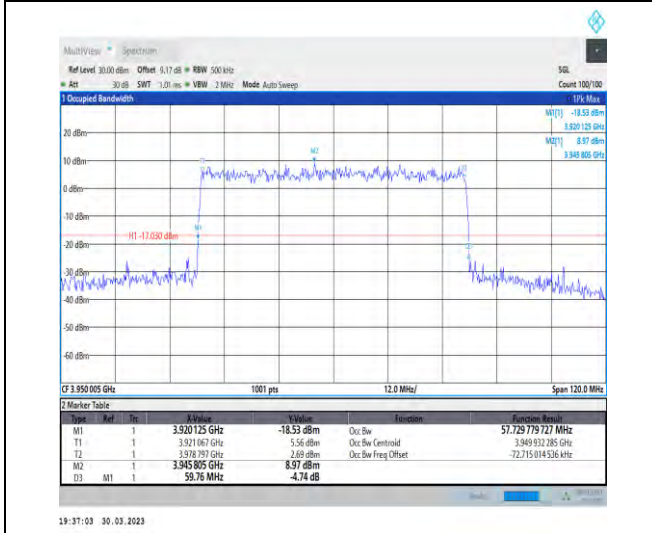 MultiView Spectrum
Ref Level 30.00 dBm Offset 9.17 dB RBW 500 kHz SGL
Att 30 dB SWT 1.01 ms VBW 2 MHz Mode Auto Sweep Count 100/100
1 Occupied Bandwidth 1Pk Max
M1[1] -18.53 dBm
3.920 125 GHz
M2[1] 8.97 dBm
3.945 805 GHz
20 dBm
10 dBm
0 dBm
-10 dBm
-20 dBm
-30 dBm
-40 dBm
-50 dBm
-60 dBm
M2
M1
H1 -17.030 dBm
CF 3.950 005 GHz 1001 pts 12.0 MHz/ Span 120.0 MHz
2 Marker Table
Type Ref Trc X-Value Y-Value Function Function Result
M1 1 3.920 125 GHz -18.53 dBm Occ Bw 57.729 779 727 MHz
T1 1 3.921 067 GHz 5.56 dBm Occ Bw Centroid 3.949 932 285 GHz
T2 1 3.978 797 GHz 2.69 dBm Occ Bw Freq Offset -72.715 014 536 kHz
M2 1 3.945 805 GHz 8.97 dBm
D3 M1 1 59.76 MHz -4.74 dB
19:37:03 30.03.2023